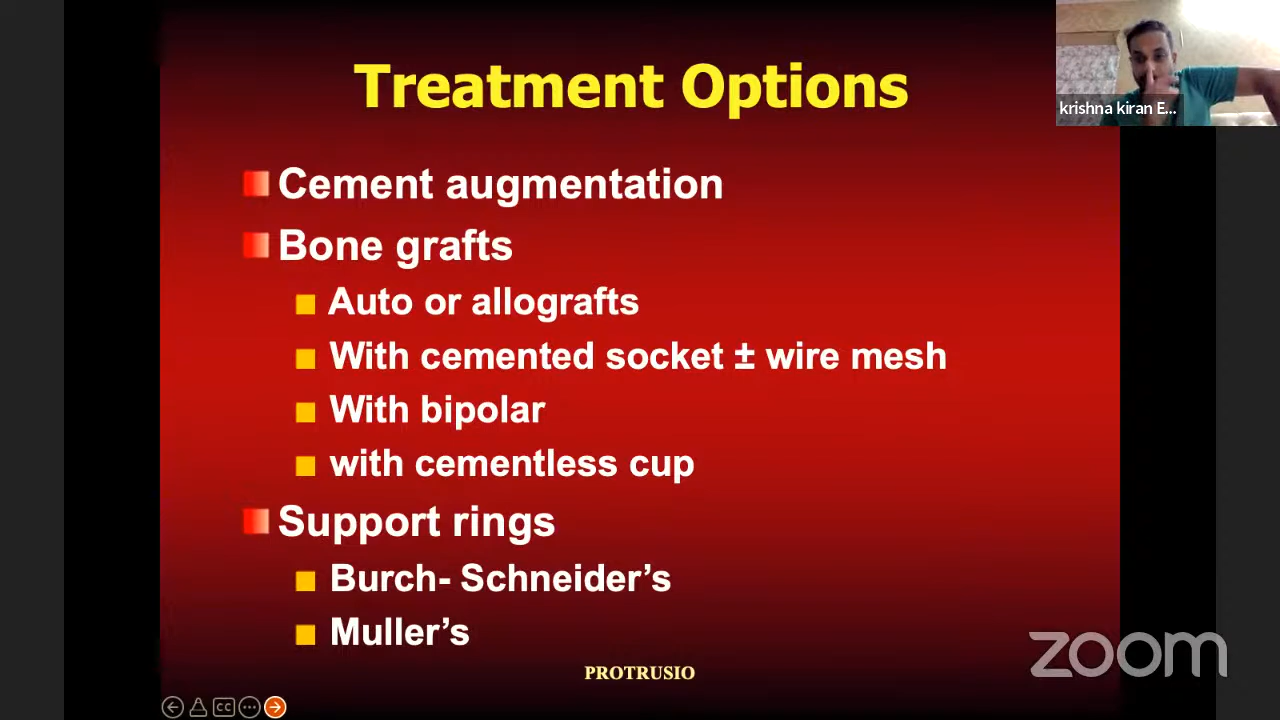 Treatment Options
krishna kiran E...
Cement augmentation
Bone grafts
Auto or allografts
With cemented socket ± wire mesh
With bipolar
with cementless cup
Support rings
Burch- Schneider’s
Muller’s
PROTRUSIO
zoom
CC